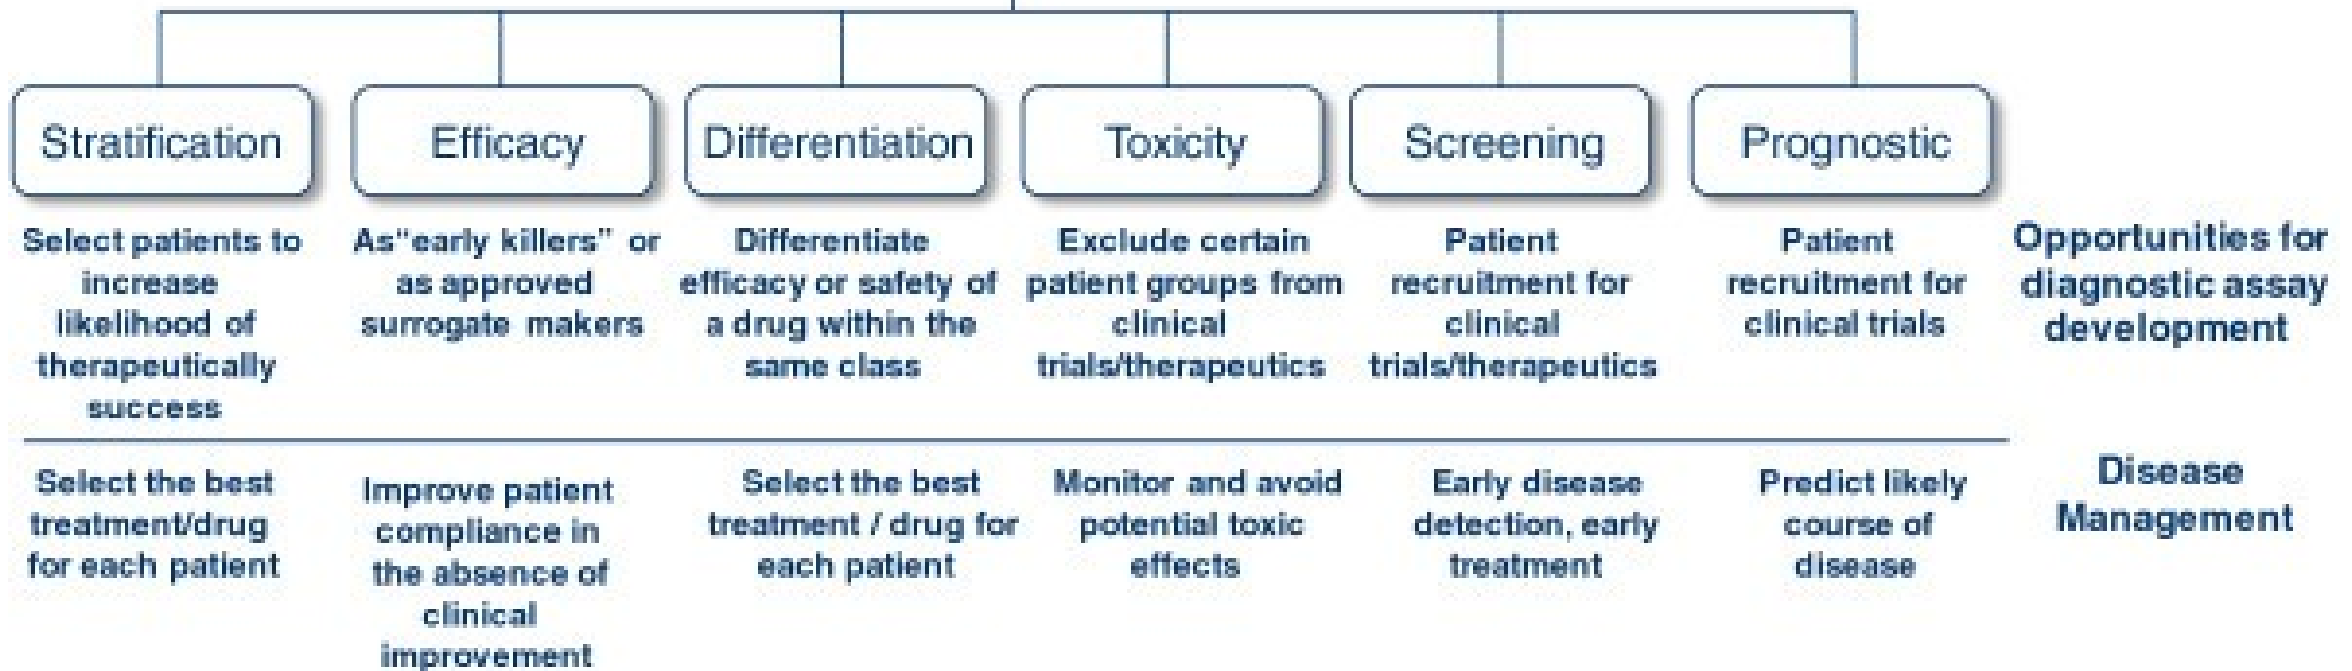 Stratification
Efficacy
Differentiation
Toxicity
Screening
Prognostic
Select patients to
increase
likelihood of
therapeutically
success
As"early killers" or
as approved
surrogate makers
Differentiate
efficacy or safety of
a drug within the
same class
Exclude certain
patient groups from
clinical
trials/therapeutics
Patient
recruitment for
clinical
trials/therapeutics
Patient
recruitment for
clinical trials
Opportunities for
diagnostic assay
development
Select the best
treatment/drug
for each patient
Improve patient
compliance in
the absence of
clinical
improvement
Select the best
treatment / drug for
each patient
Monitor and avoid
potential toxic
effects
Early disease
detection, early
treatment
Predict likely
course of
disease
Disease
Management